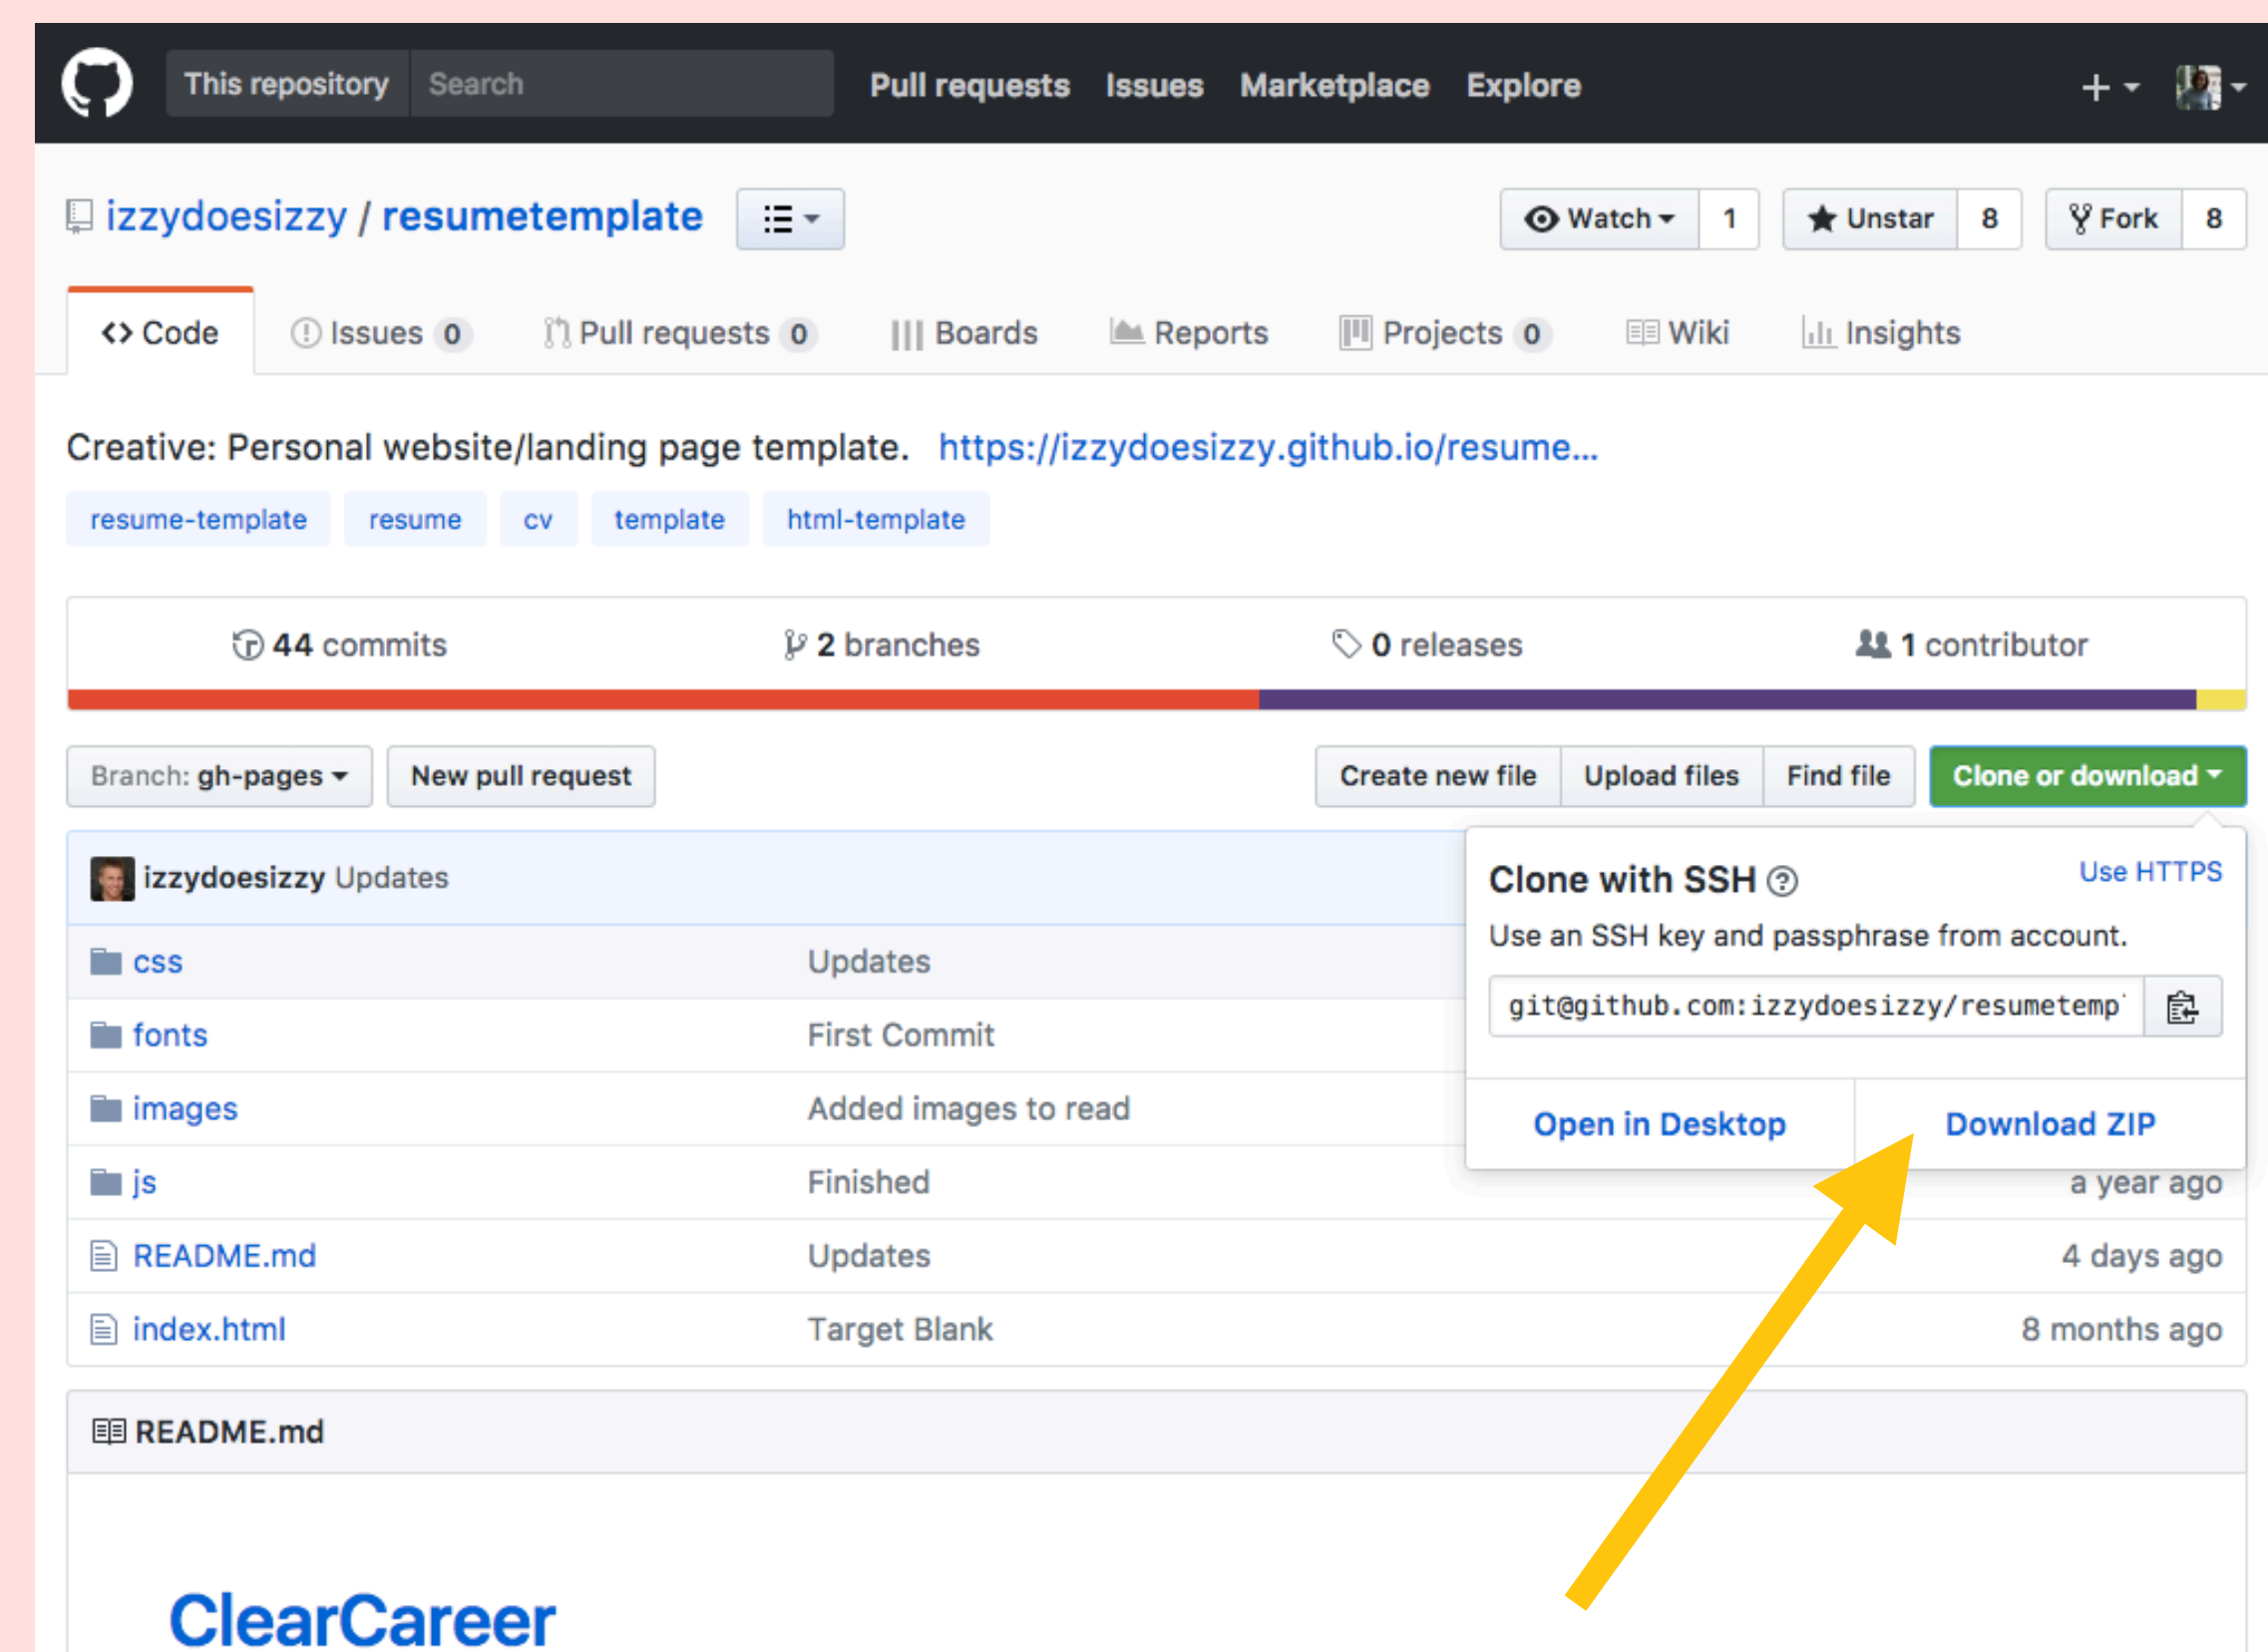 This repository Search Pull requests Issues Marketplace Explore
izzydoesizzy / resumetemplate Watch 1 Unstar 8 Fork 8
Code Issues 0 Pull requests 0 Boards Reports Projects 0 Wiki Insights
Creative: Personal website/landing page template. https://izzydoesizzy.github.io/resume...
resume-template resume cv template html-template
44 commits 2 branches 0 releases 1 contributor
Branch: gh-pages New pull request Create new file Upload files Find file Clone or download
izzydoesizzy Updates
Clone with SSH Use HTTPS
Use an SSH key and passphrase from account.
git@github.com:izzydoesizzy/resumetemp
Open in Desktop Download ZIP
css Updates
fonts First Commit
images Added images to read
js Finished a year ago
README.md Updates 4 days ago
index.html Target Blank 8 months ago
README.md
ClearCareer